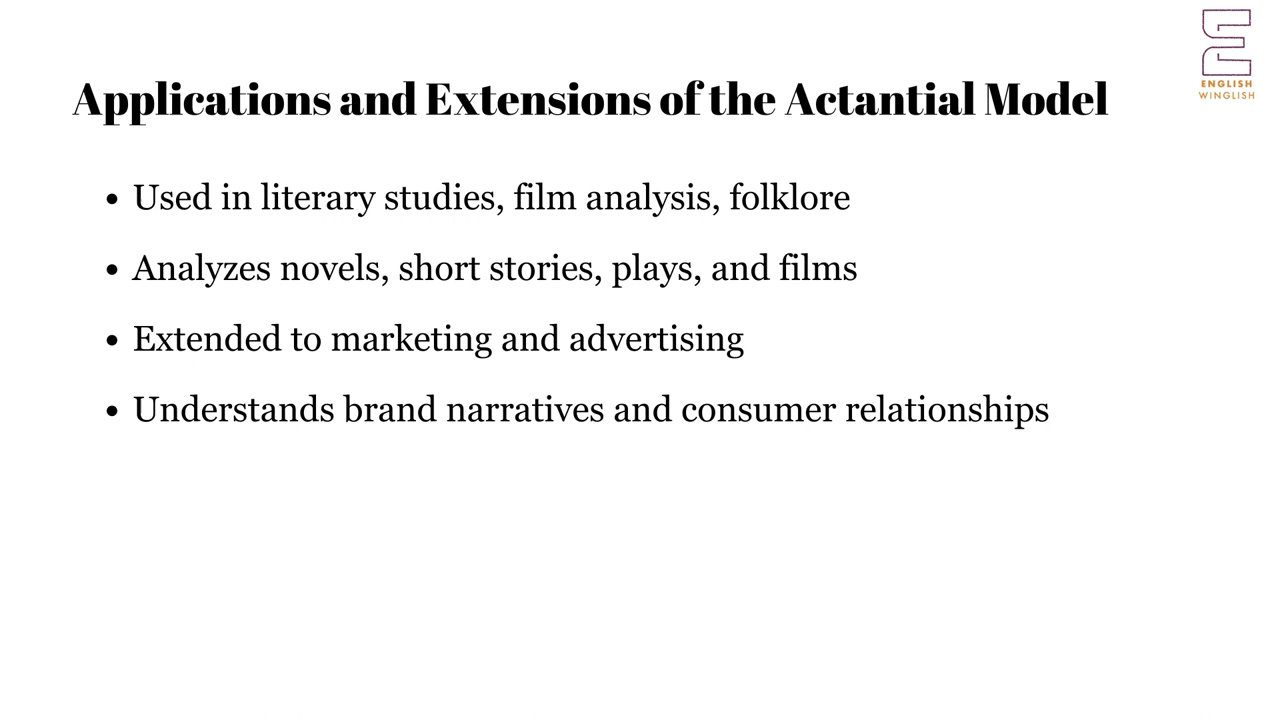 ENGLISH
WINGLISH
Applications and Extensions of the Actantial Model
• Used in literary studies, film analysis, folklore
• Analyzes novels, short stories, plays, and films
• Extended to marketing and advertising
• Understands brand narratives and consumer relationships